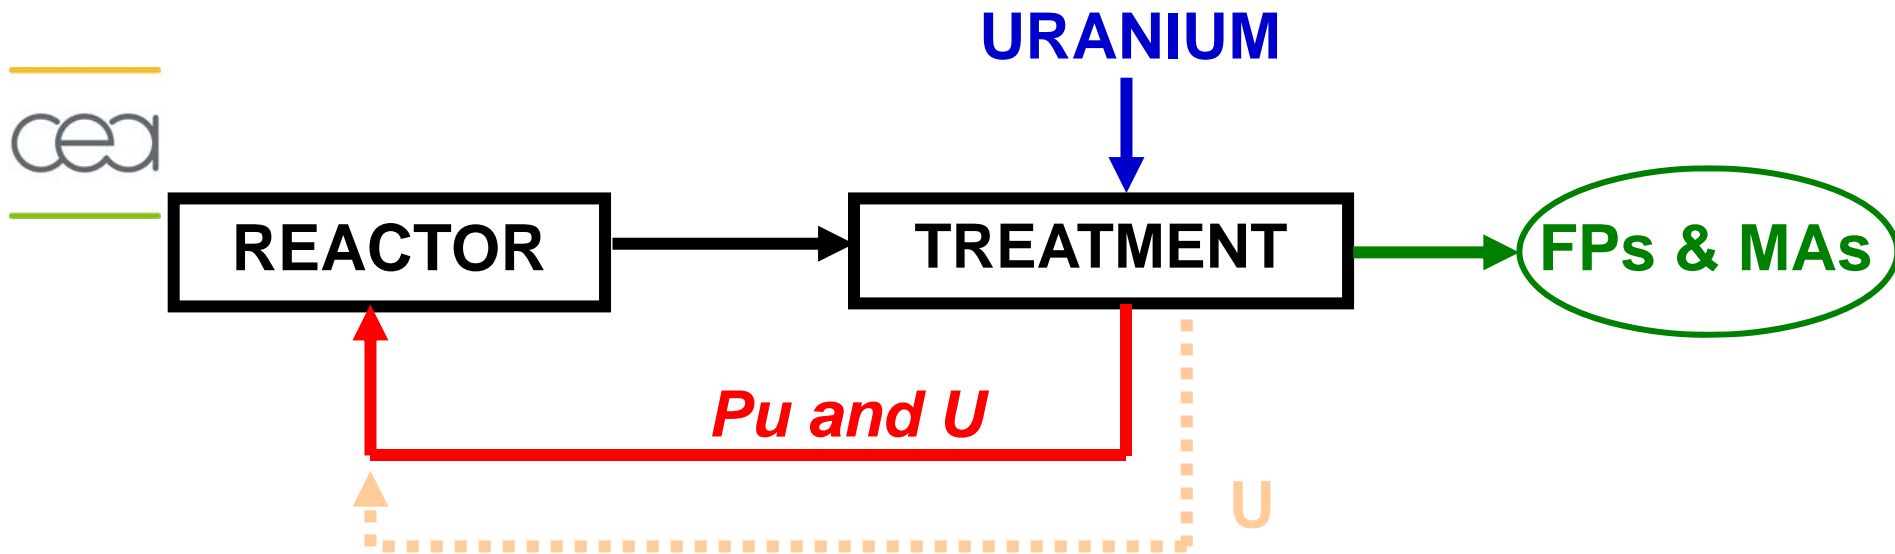 URANIUM
cea
REACTOR
TREATMENT
FPs & MAs
Pu and U
U